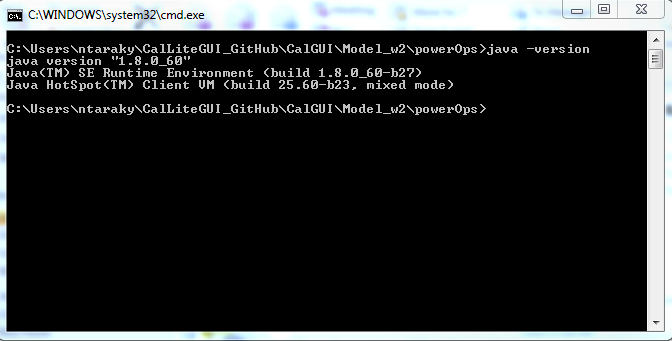 C:\WINDOWS\system32\cmd.exe
C:\Users\ntaraky\CalLiteGUI_GitHub\CalGUI\Model_w2\powerOps>java -version
java version "1.8.0_60"
Java(TM) SE Runtime Environment (build 1.8.0_60-b27)
Java HotSpot(TM) Client VM (build 25.60-b23, mixed mode)
C:\Users\ntaraky\CalLiteGUI_GitHub\CalGUI\Model_w2\powerOps>